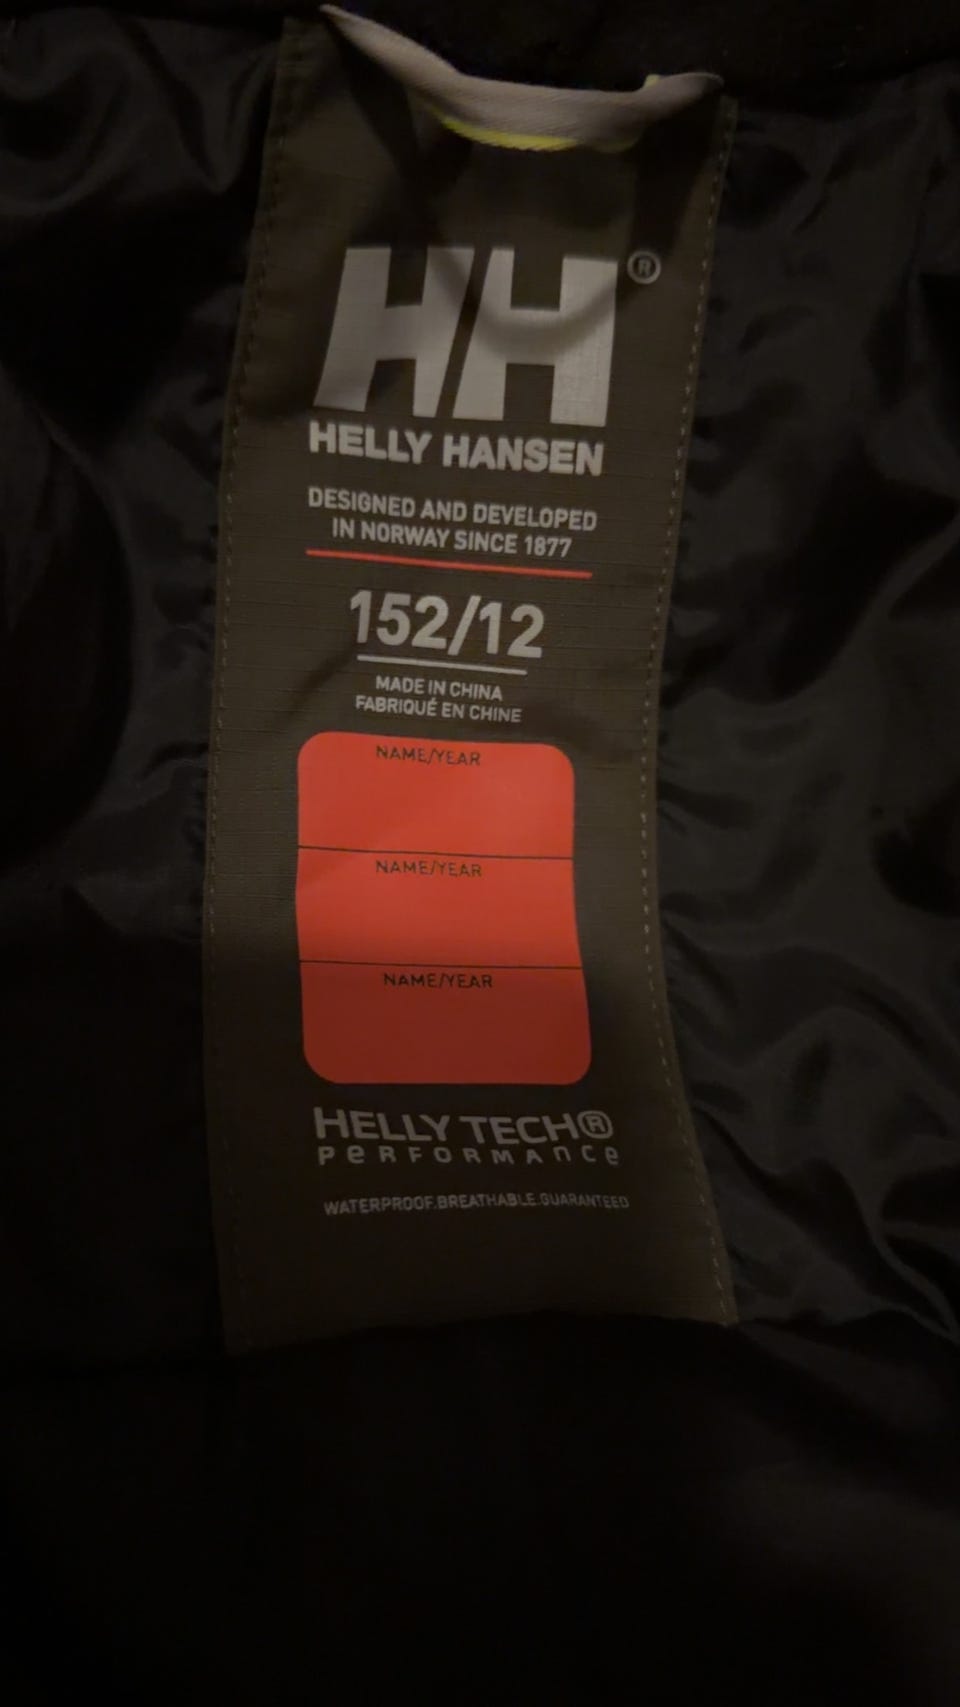 HH®
HELLY HANSEN
DESIGNED AND DEVELOPED
IN NORWAY SINCE 1877
152/12
MADE IN CHINA
FABRIQUÉ EN CHINE
NAME/YEAR
NAME/YEAR
NAME/YEAR
HELLY TECH®
PERFORMANCE
WATERPROOF.BREATHABLE.GUARANTEED